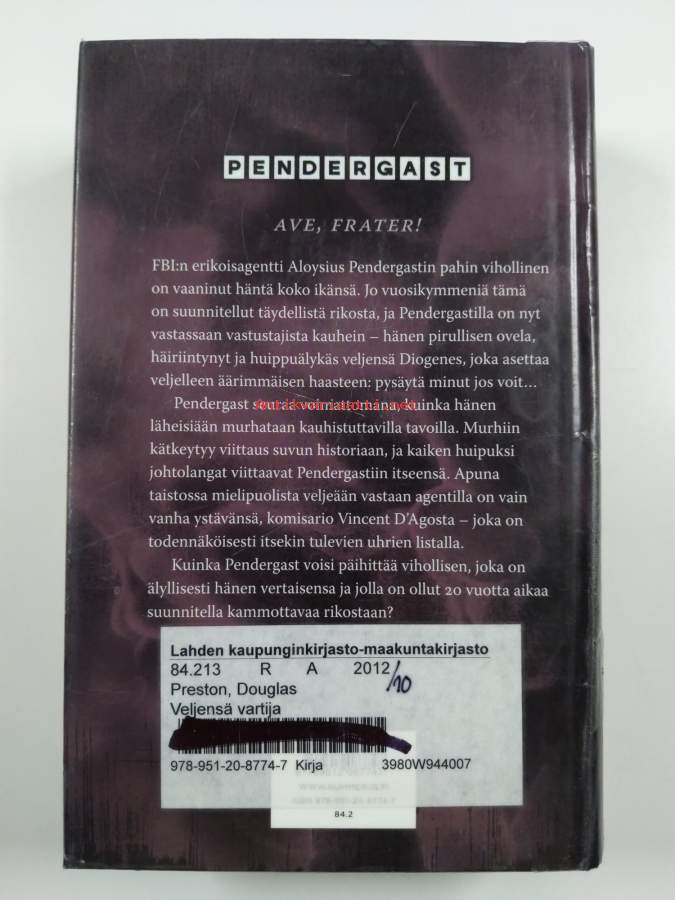 PENDERGAST
AVE, FRATER!
FBI:n erikoisagentti Aloysius Pendergastin pahin vihollinen
on vaaninut häntä koko ikänsä. Jo vuosikymmeniä tämä
on suunnitellut täydellistä rikosta, ja Pendergastilla on nyt
vastassaan vastustajista kauhein – hänen pirullisen ovela,
häiriintynyt ja huippuälykäs veljensä Diogenes, joka asettaa
veljelleen äärimmäisen haasteen: pysäytä minut jos voit…
Pendergast seuraa voimattomana, kuinka hänen
läheisiään murhataan kauhistuttavilla tavoilla. Murhiin
kätkeytyy viittaus suvun historiaan, ja kaiken huipuksi
johtolangat viittaavat Pendergastiin itseensä. Apuna
taistossa mielipuolista veljeään vastaan agentilla on vain
vanha ystävänsä, komisario Vincent D’Agosta – joka on
todennäköisesti itsekin tulevien uhrien listalla.
Kuinka Pendergast voisi päihittää vihollisen, joka on
älyllisesti hänen vertaisensa ja jolla on ollut 20 vuotta aikaa
suunnitella kammottavaa rikostaan?
Lahden kaupunginkirjasto-maakuntakirjasto
84.213 R A 2012/10
Preston, Douglas
Veljensä vartija
978-951-20-8774-7 Kirja 3980W944007
84.2